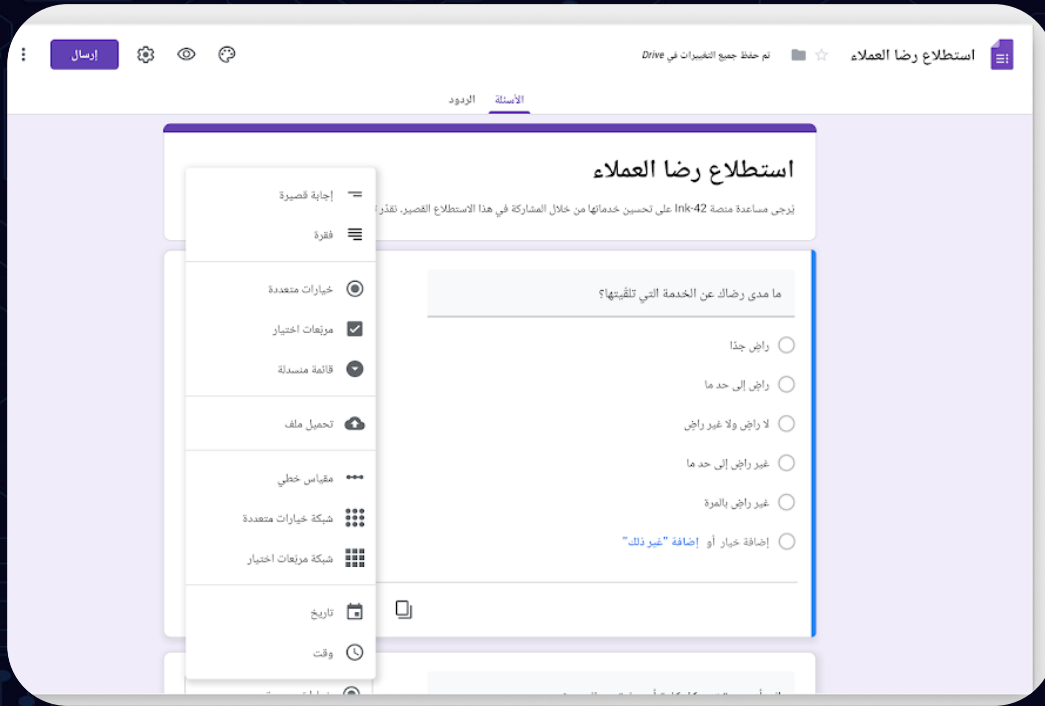 استطلاع رضا العملاء
تم حفظ جميع التغييرات في Drive
إرسال
الأسئلة
الردود
استطلاع رضا العملاء
يُرجى مساعدة منصة Ink-42 على تحسين خدماتها من خلال المشاركة في هذا الاستطلاع القصير. نقدّر
ما مدى رضاك عن الخدمة التي تلقّيتها؟
راضٍ جدًا
راضٍ إلى حد ما
لا راضٍ ولا غير راضٍ
غير راضٍ إلى حد ما
غير راضٍ بالمرة
إضافة خيار أو إضافة "غير ذلك"
إجابة قصيرة
فقرة
خيارات متعددة
مربّعات اختيار
قائمة منسدلة
تحميل ملف
مقياس خطي
شبكة خيارات متعددة
شبكة مربّعات اختيار
تاريخ
وقت